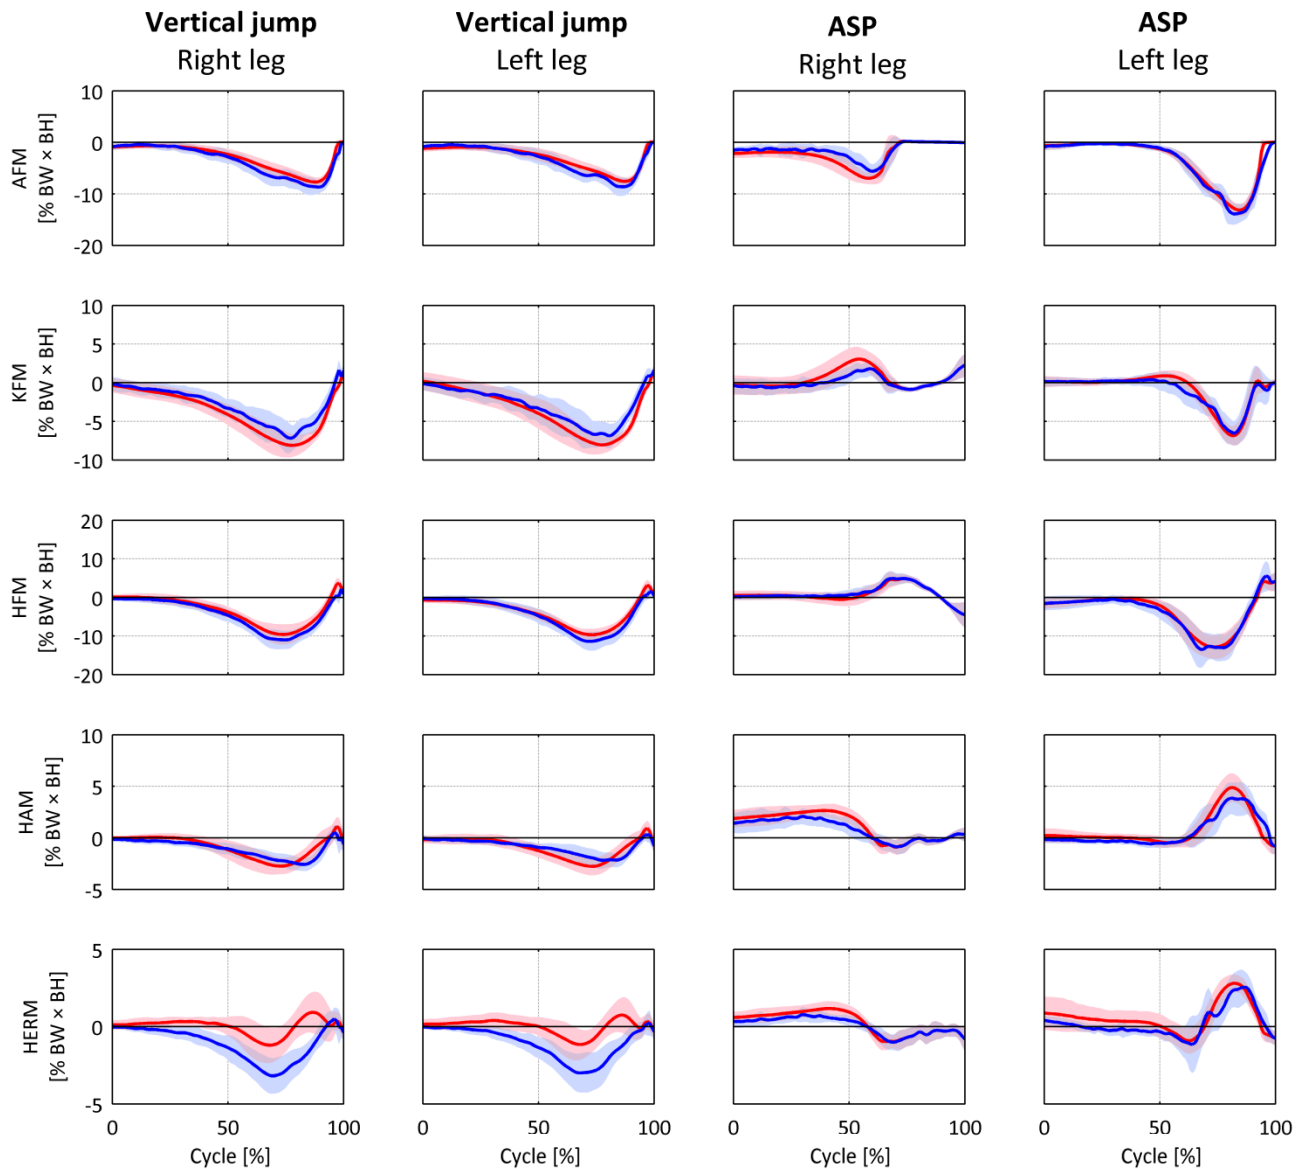 Vertical jump Vertical jump ASP ASP
Right leg Left leg Right leg Left leg
AFM
[% BW × BH]
10
0
-10
-20
KFM
[% BW × BH]
10
5
0
-5
-10
HFM
[% BW × BH]
20
10
0
-10
-20
HAM
[% BW × BH]
10
5
0
-5
HERM
[% BW × BH]
5
0
-5
0 50 100 0 50 100 0 50 100 0 50 100
Cycle [%] Cycle [%] Cycle [%] Cycle [%]